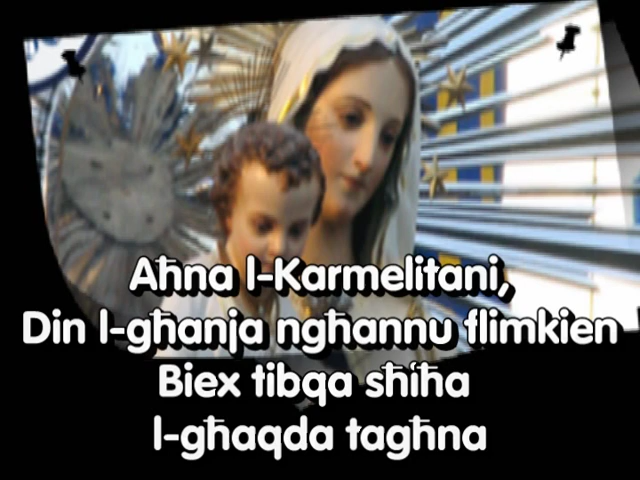 Aħna l-Karmelitani,
Din l-għanja ngħannu flimkien
Biex tibqa sħiħa
l-għaqda tagħna